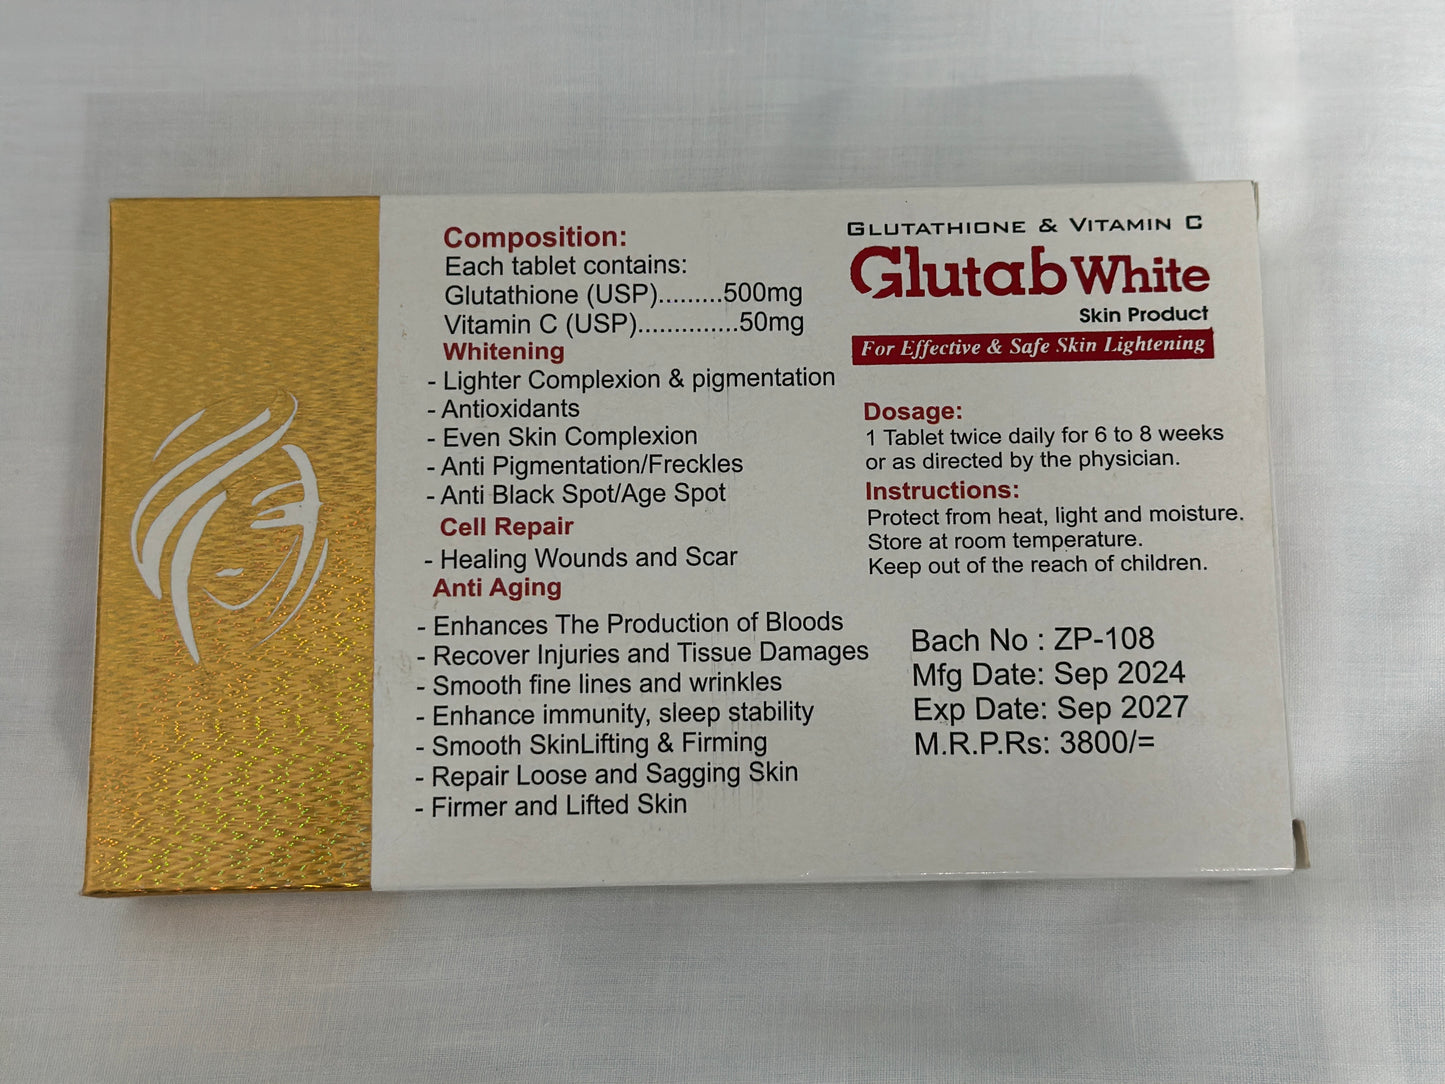 Composition:
Each tablet contains:
Glutathione (USP).........500mg
Vitamin C (USP)..............50mg
Whitening
- Lighter Complexion & pigmentation
- Antioxidants
- Even Skin Complexion
- Anti Pigmentation/Freckles
- Anti Black Spot/Age Spot
Cell Repair
- Healing Wounds and Scar
Anti Aging
- Enhances The Production of Bloods
- Recover Injuries and Tissue Damages
- Smooth fine lines and wrinkles
- Enhance immunity, sleep stability
- Smooth SkinLifting & Firming
- Repair Loose and Sagging Skin
- Firmer and Lifted Skin
GLUTATHIONE & VITAMIN C
Glutab White
Skin Product
For Effective & Safe Skin Lightening
Dosage:
1 Tablet twice daily for 6 to 8 weeks
or as directed by the physician.
Instructions:
Protect from heat, light and moisture.
Store at room temperature.
Keep out of the reach of children.
Bach No : ZP-108
Mfg Date: Sep 2024
Exp Date: Sep 2027
M.R.P.Rs: 3800/=